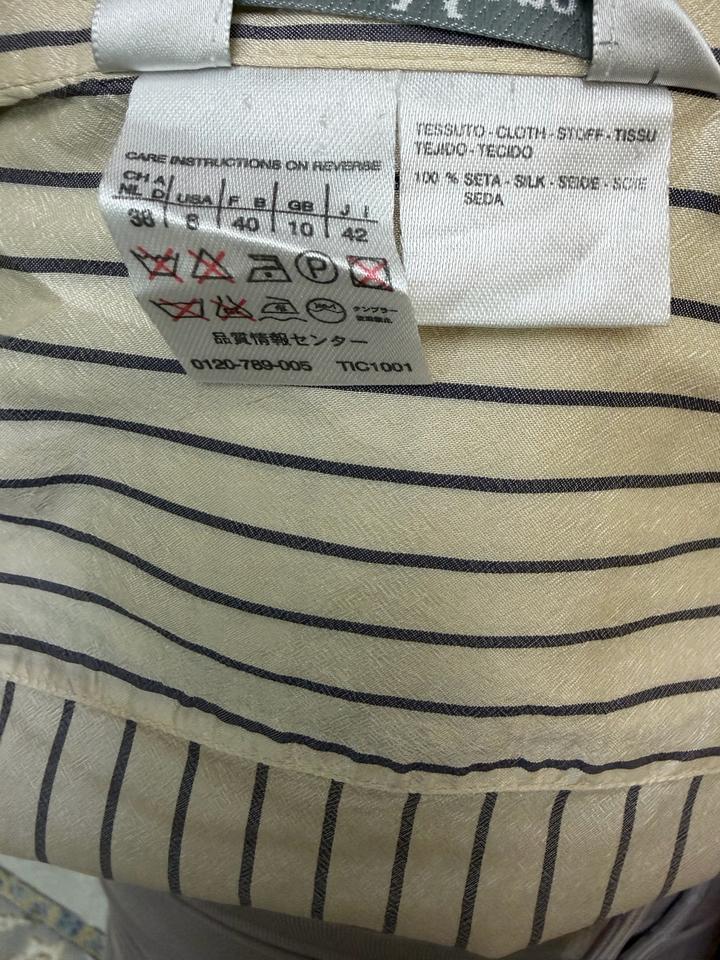 CARE INSTRUCTIONS ON REVERSE
CH A USA F B GB J I
NL D
38 8 40 10 42
P
品質情報センター
0120-789-005 TIC1001
TESSUTO - CLOTH - STOFF - TISSU
TEJIDO - TECIDO
100 % SETA - SILK - SEIDE - SOIE
SEDA